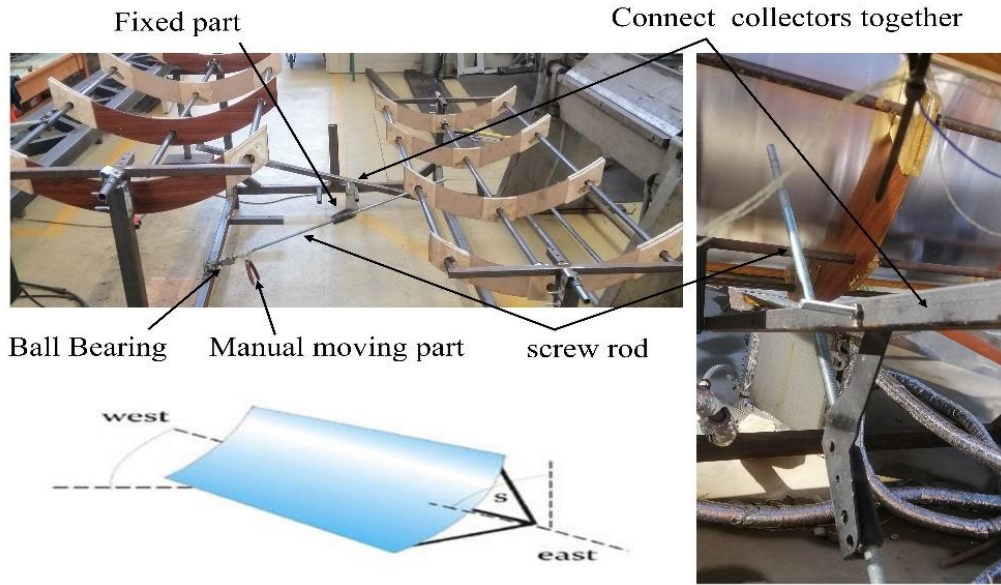 Fixed part
Connect collectors together
Ball Bearing
Manual moving part
screw rod
west
S
east